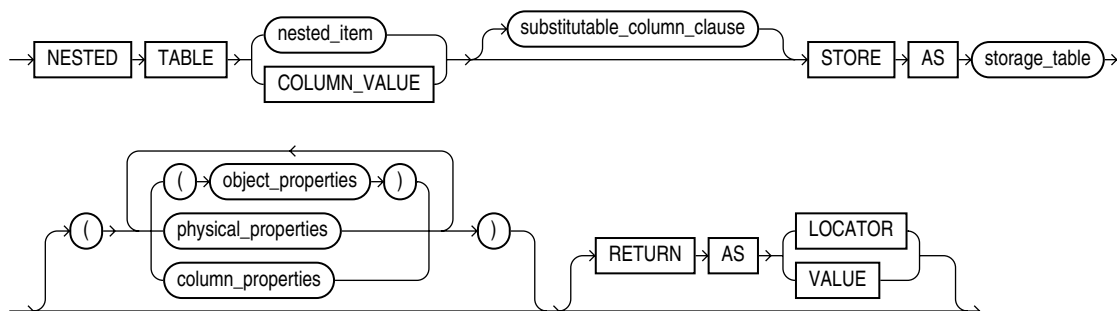 nested_item substitutable_column_clause
NESTED TABLE COLUMN_VALUE STORE AS storage_table
( object_properties ) LOCATOR
( physical_properties ) RETURN AS
column_properties VALUE